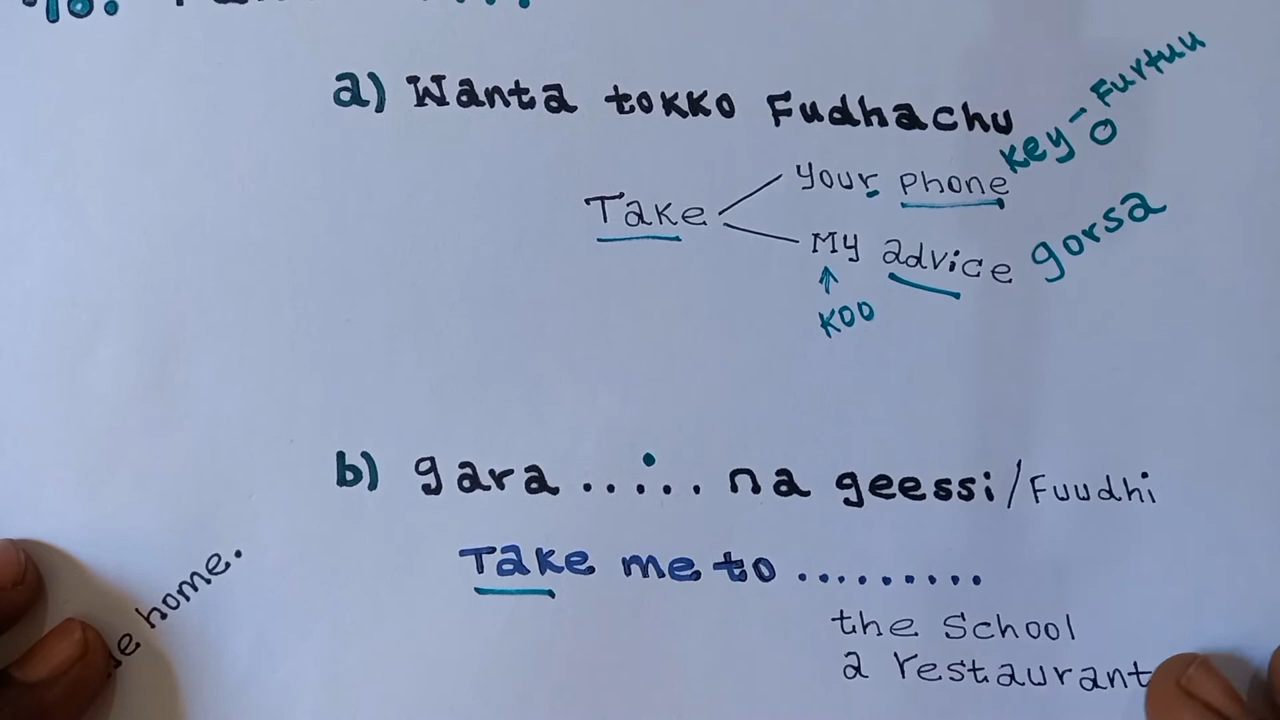 a) Wanta tokko Fudhachu
Take
your phone
Key - Furtuu
My advice gorsa
Koo
b) gara ...... na geessi/Fuudhi
Take me to .........
the School
a restaurant
home.